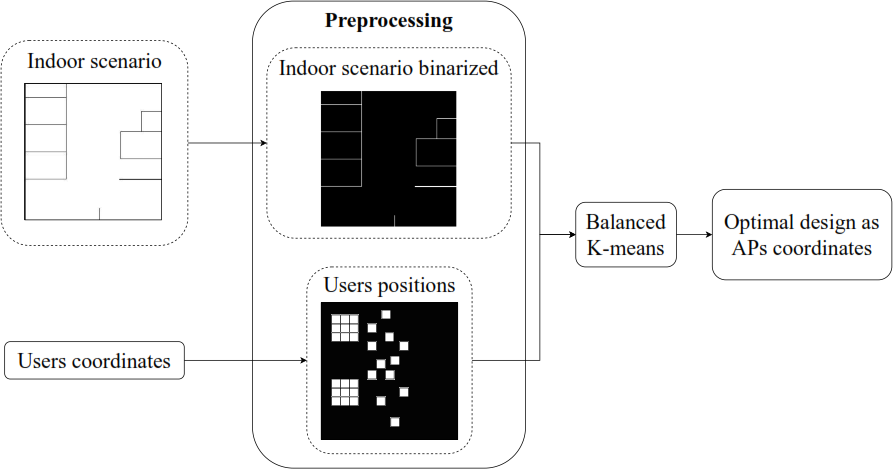 Preprocessing
Indoor scenario
Indoor scenario binarized
Users positions
Users coordinates
Balanced
K-means
Optimal design as
APs coordinates